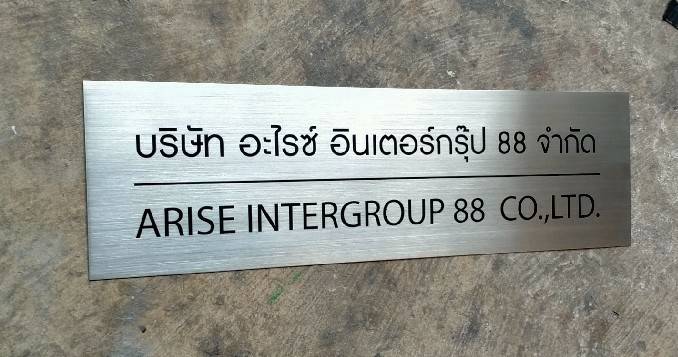 บริษัท อะไรซ์ อินเตอร์กรุ๊ป 88 จำกัด
ARISE INTERGROUP 88 CO.,LTD.